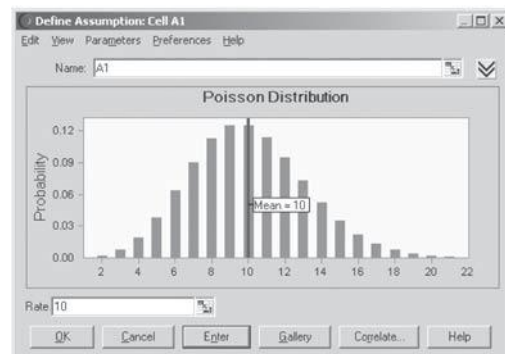 Define Assumption: Cell A1
Edit View Parameters Preferences Help
Name: A1
Poisson Distribution
Probability
0.12
0.09
0.06
0.03
0.00
Mean = 10
2 4 6 8 10 12 14 16 18 20 22
Rate 10
OK Cancel Enter Gallery Correlate... Help